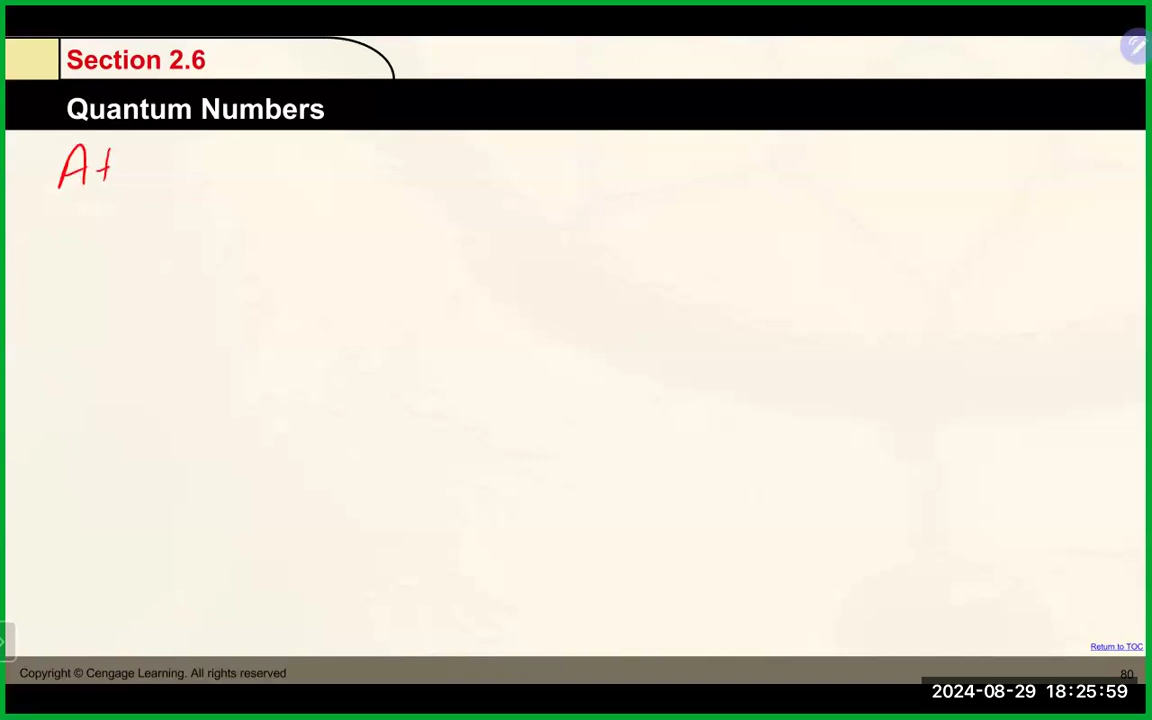 Section 2.6
Quantum Numbers
At
Return to TOC
Copyright © Cengage Learning. All rights reserved
80
2024-08-29 18:25:59